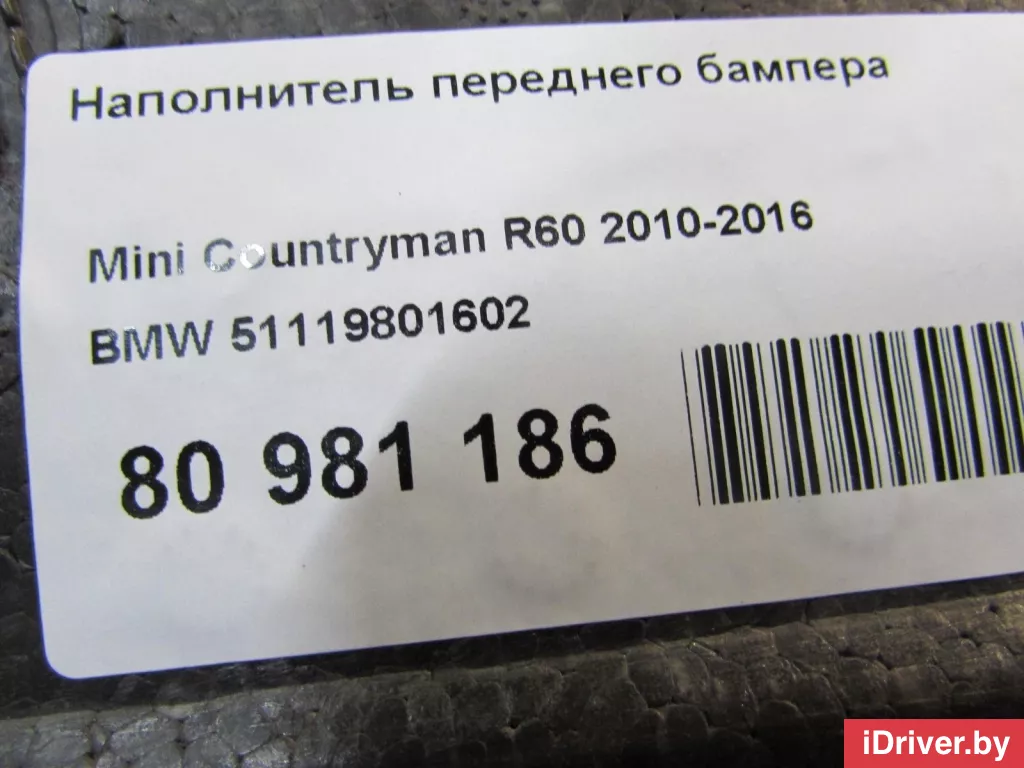 Наполнитель переднего бампера
Mini Countryman R60 2010-2016
BMW 51119801602
80 981 186
iDriver.by